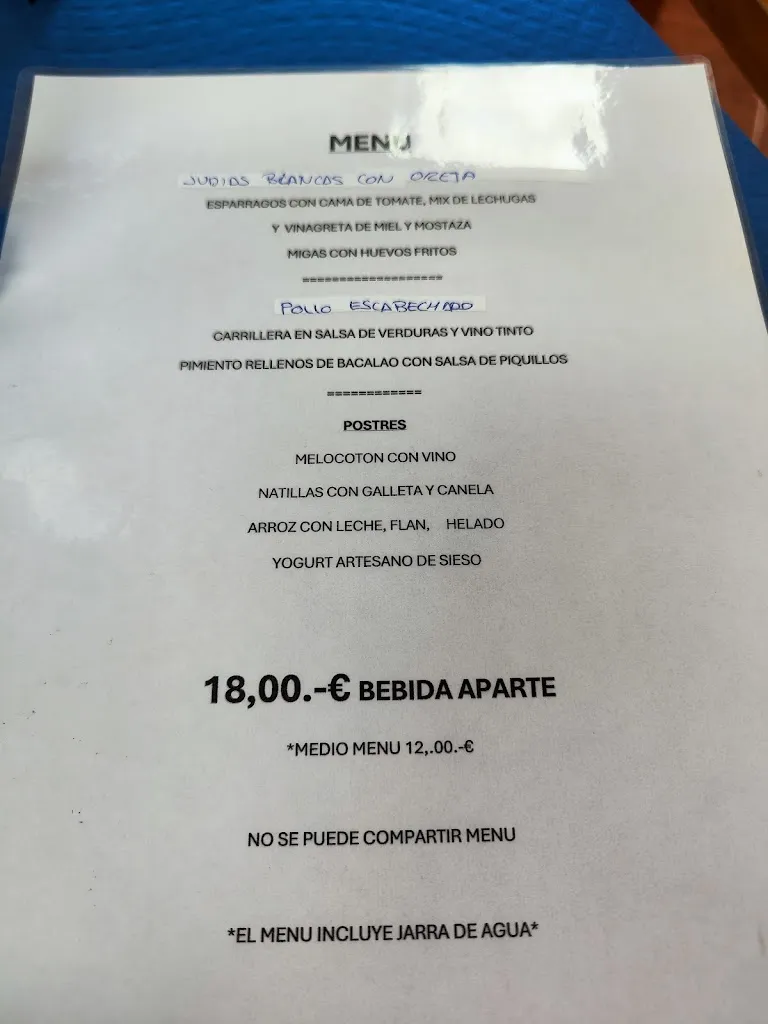 MENU
JUDIAS BLANCAS CON OREJA
ESPARRAGOS CON CAMA DE TOMATE, MIX DE LECHUGAS
Y VINAGRETA DE MIEL Y MOSTAZA
MIGAS CON HUEVOS FRITOS
===================
POLLO ESCABECHADO
CARRILLERA EN SALSA DE VERDURAS Y VINO TINTO
PIMIENTO RELLENOS DE BACALAO CON SALSA DE PIQUILLOS
============
POSTRES
MELOCOTON CON VINO
NATILLAS CON GALLETA Y CANELA
ARROZ CON LECHE, FLAN, HELADO
YOGURT ARTESANO DE SIESO
18,00.-€ BEBIDA APARTE
*MEDIO MENU 12,.00.-€
NO SE PUEDE COMPARTIR MENU
*EL MENU INCLUYE JARRA DE AGUA*